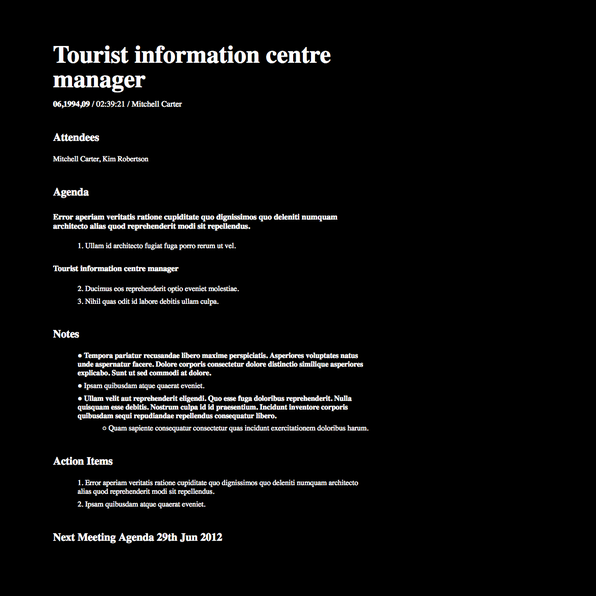 Tourist information centre
manager
06,1994,09 / 02:39:21 / Mitchell Carter
Attendees
Mitchell Carter, Kim Robertson
Agenda
Error aperiam veritatis ratione cupiditate quo dignissimos quo deleniti numquam
architecto alias quod reprehenderit modi sit repellendus.
1. Ullam id architecto fugiat fuga porro rerum ut vel.
Tourist information centre manager
2. Ducimus eos reprehenderit optio eveniet molestiae.
3. Nihil quas odit id labore debitis ullam culpa.
Notes
● Tempora pariatur recusandae libero maxime perspiciatis. Asperiores voluptates natus
unde aspernatur facere. Dolore corporis consectetur dolore distinctio similique asperiores
explicabo. Sunt ut sed commodi at dolore.
● Ipsam quibusdam atque quaerat eveniet.
● Ullam velit aut reprehenderit eligendi. Quo esse fuga doloribus reprehenderit. Nulla
quisquam esse debitis. Nostrum culpa id id praesentium. Incidunt inventore corporis
quibusdam sequi repudiandae repellendus consequatur libero.
○ Quam sapiente consequatur consectetur quas incidunt exercitationem doloribus harum.
Action Items
1. Error aperiam veritatis ratione cupiditate quo dignissimos quo deleniti numquam architecto
alias quod reprehenderit modi sit repellendus.
2. Ipsam quibusdam atque quaerat eveniet.
Next Meeting Agenda 29th Jun 2012